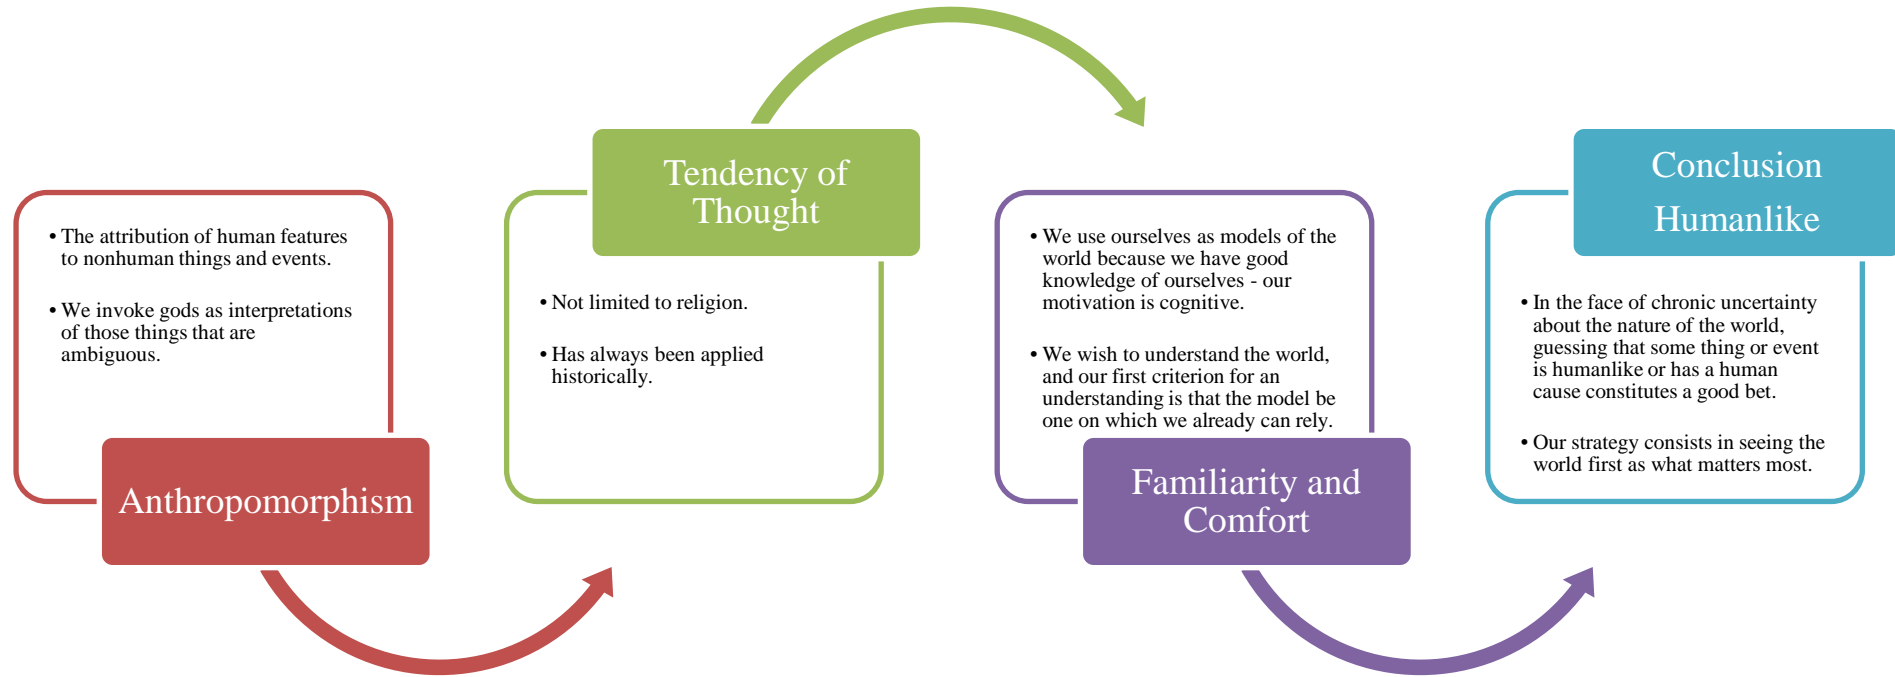 • The attribution of human features
to nonhuman things and events.
• We invoke gods as interpretations
of those things that are
ambiguous.
Anthropomorphism
Tendency of
Thought
• Not limited to religion.
• Has always been applied
historically.
• We use ourselves as models of the
world because we have good
knowledge of ourselves - our
motivation is cognitive.
• We wish to understand the world,
and our first criterion for an
understanding is that the model be
one on which we already can rely.
Familiarity and
Comfort
Conclusion
Humanlike
• In the face of chronic uncertainty
about the nature of the world,
guessing that some thing or event
is humanlike or has a human
cause constitutes a good bet.
• Our strategy consists in seeing the
world first as what matters most.